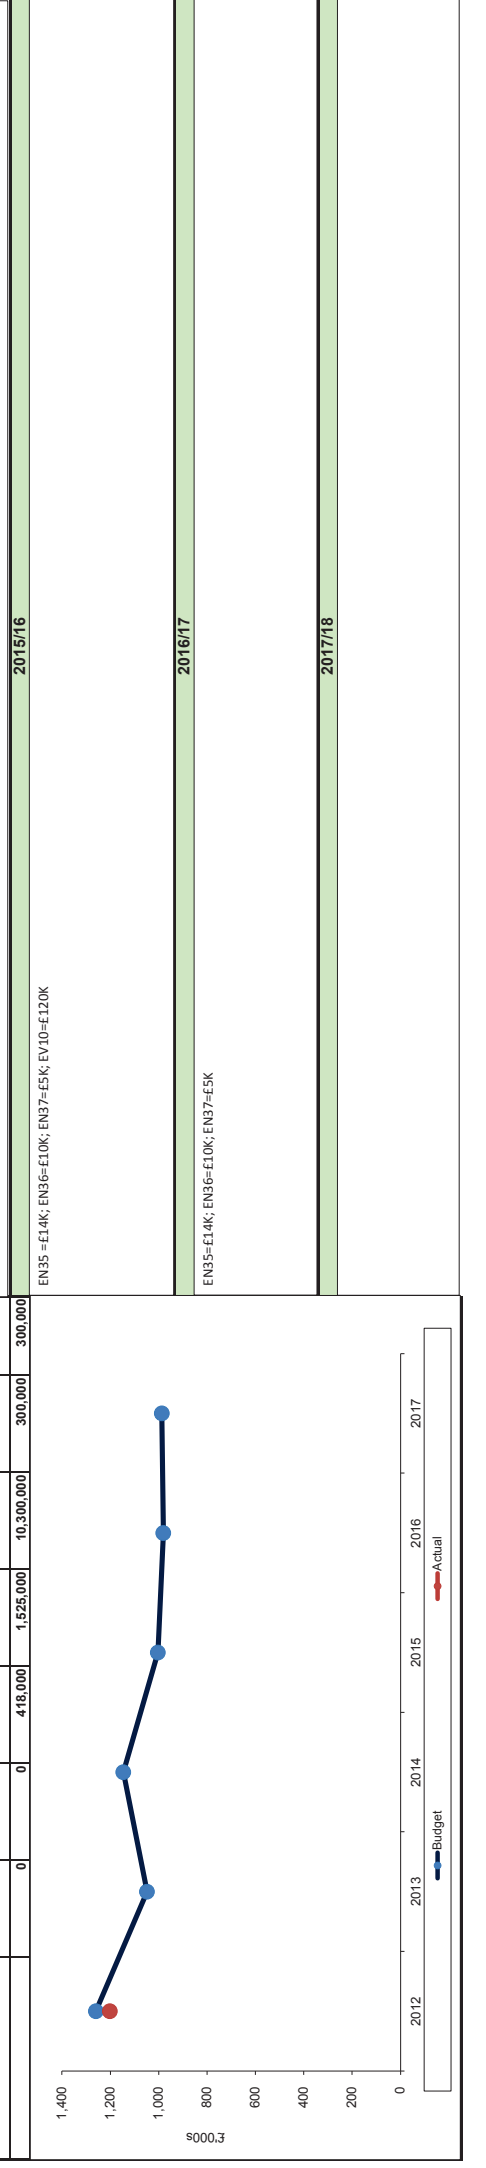 0 0 418,000 1,525,000 10,300,000 300,000 300,000
1,400
1,200
1,000
800
600
400
200
0
£'000s
2012 2013 2014 2015 2016 2017
Budget Actual
2015/16
EN35 =£14K; EN36=£10K; EN37=£5K; EV10=£120K
2016/17
EN35=£14K; EN36=£10K; EN37=£5K
2017/18